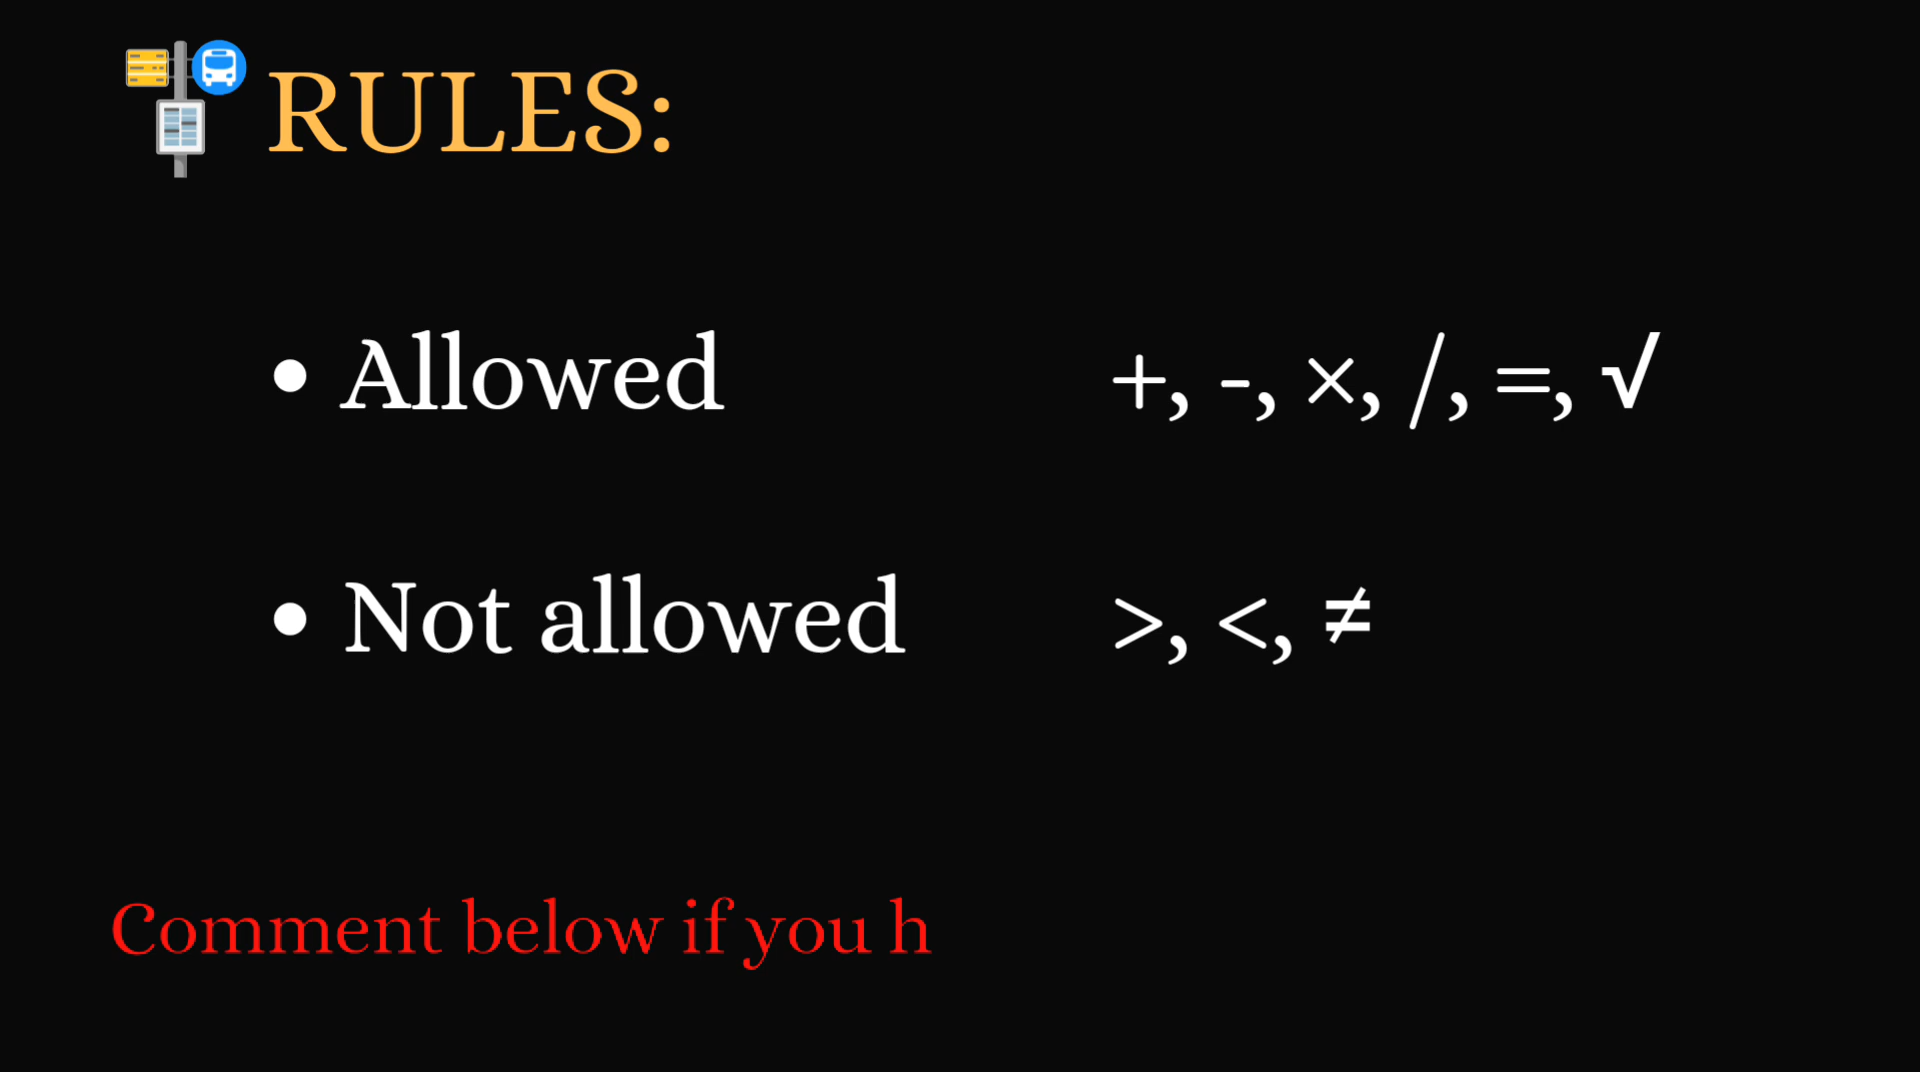 RULES:
• Allowed +, -, ×, /, =, √
• Not allowed >, <, ≠
Comment below if you h